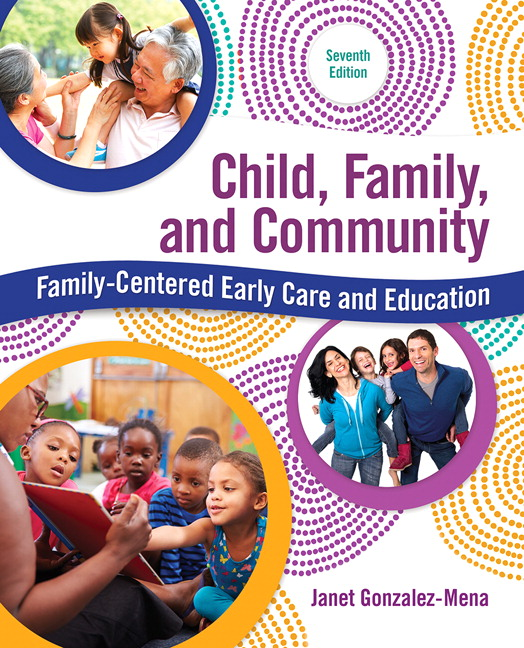 Seventh
Edition
Child, Family,
and Community
Family-Centered Early Care and Education
Janet Gonzalez-Mena